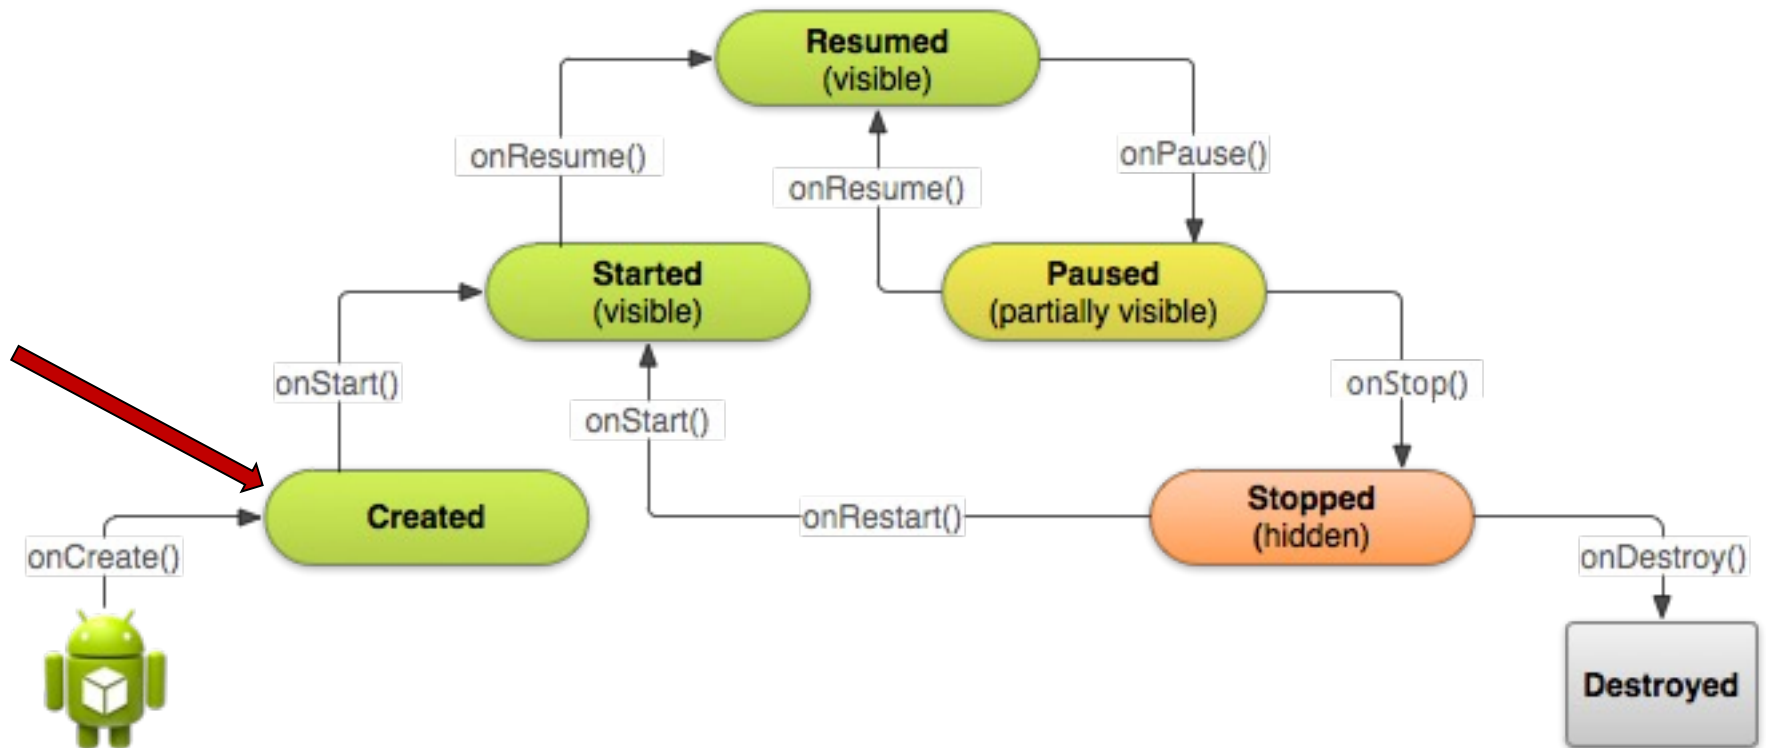 Resumed
(visible)
onResume()
onPause()
onResume()
Started
(visible)
Paused
(partially visible)
onStart()
onStart()
onStop()
Created
onRestart()
Stopped
(hidden)
onCreate()
onDestroy()
Destroyed